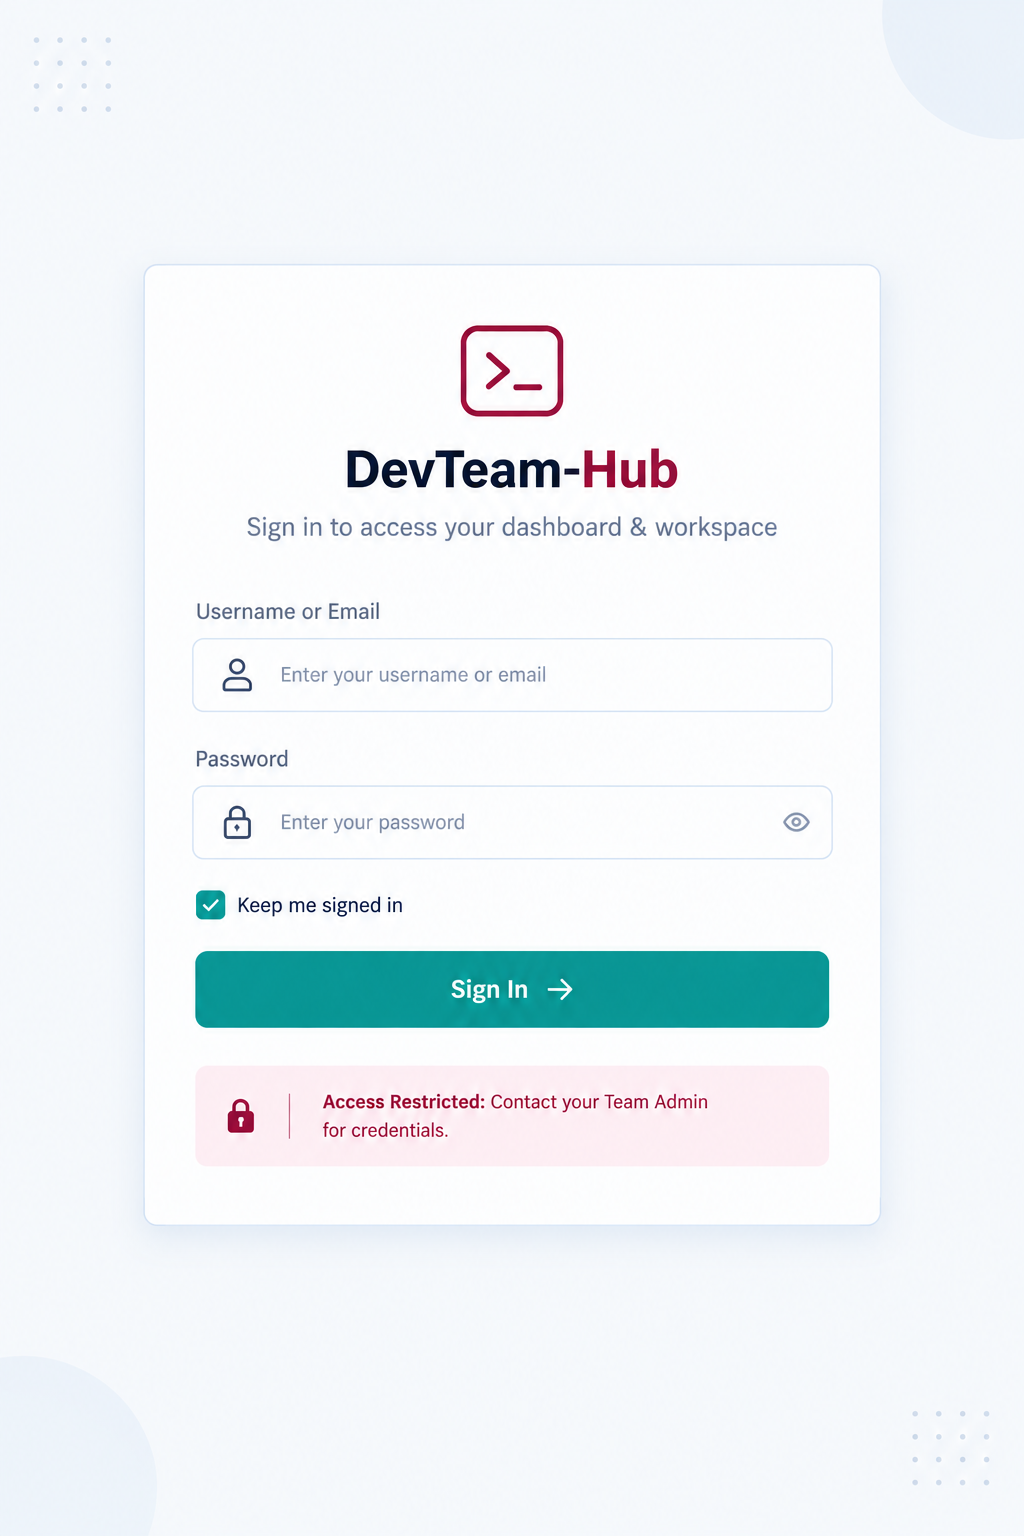 >_
DevTeam-Hub
Sign in to access your dashboard & workspace
Username or Email
Enter your username or email
Password
Enter your password
Keep me signed in
Sign In →
Access Restricted: Contact your Team Admin
for credentials.